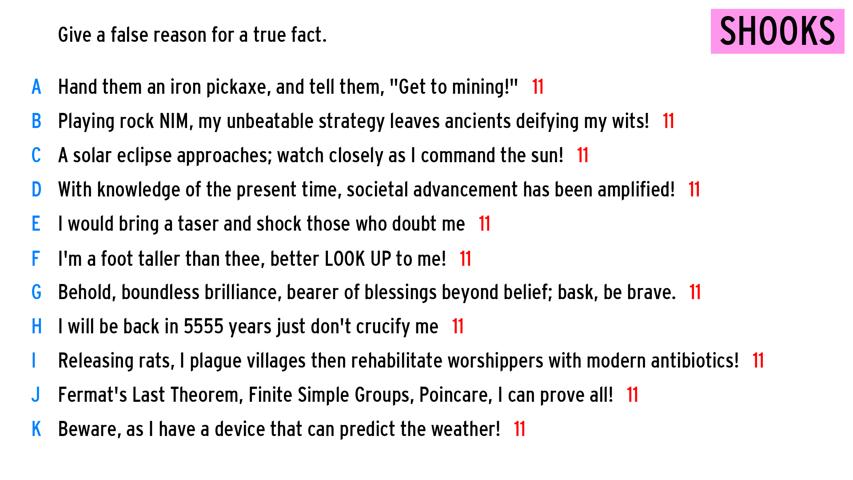 Give a false reason for a true fact.
SHOOKS
A Hand them an iron pickaxe, and tell them, "Get to mining!" 11
B Playing rock NIM, my unbeatable strategy leaves ancients deifying my wits! 11
C A solar eclipse approaches; watch closely as I command the sun! 11
D With knowledge of the present time, societal advancement has been amplified! 11
E I would bring a taser and shock those who doubt me 11
F I'm a foot taller than thee, better LOOK UP to me! 11
G Behold, boundless brilliance, bearer of blessings beyond belief; bask, be brave. 11
H I will be back in 5555 years just don't crucify me 11
I Releasing rats, I plague villages then rehabilitate worshippers with modern antibiotics! 11
J Fermat's Last Theorem, Finite Simple Groups, Poincare, I can prove all! 11
K Beware, as I have a device that can predict the weather! 11